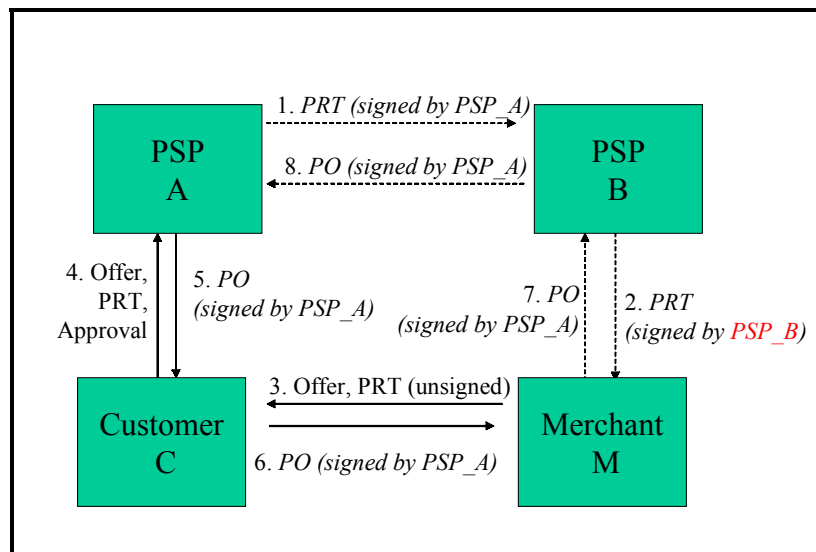 1. PRT (signed by PSP_A)
PSP
A
PSP
B
8. PO (signed by PSP_A)
4. Offer,
PRT,
Approval
5. PO
(signed by PSP_A)
7. PO
(signed by PSP_A)
2. PRT
(signed by PSP_B)
3. Offer, PRT (unsigned)
Customer
C
Merchant
M
6. PO (signed by PSP_A)